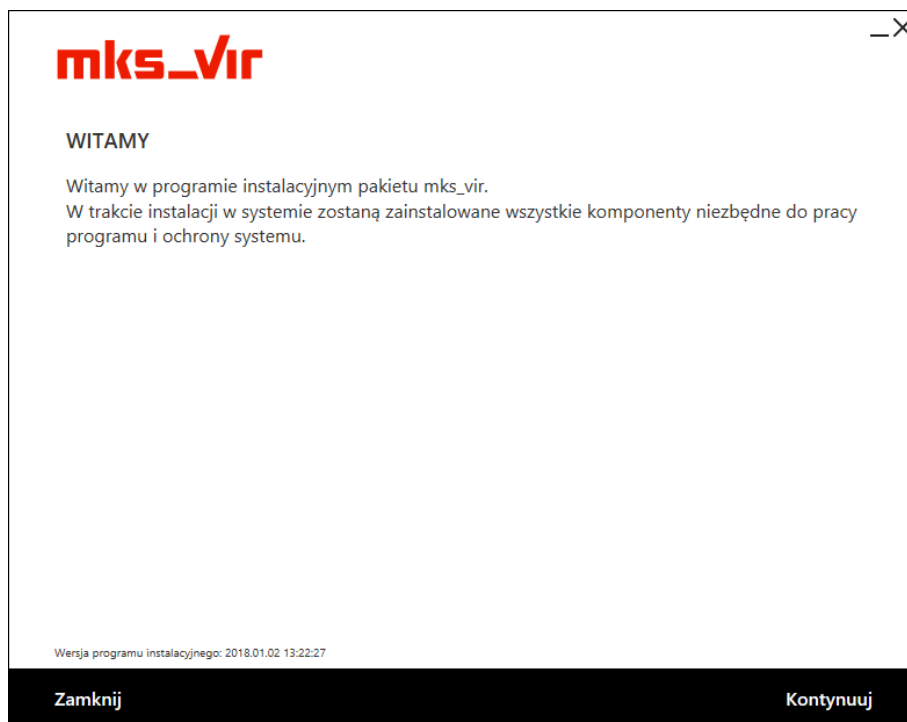 mks_vir
WITAMY
Witamy w programie instalacyjnym pakietu mks_vir.
W trakcie instalacji w systemie zostaną zainstalowane wszystkie komponenty niezbędne do pracy
programu i ochrony systemu.
Wersja programu instalacyjnego: 2018.01.02 13:22:27
Zamknij
Kontynuuj